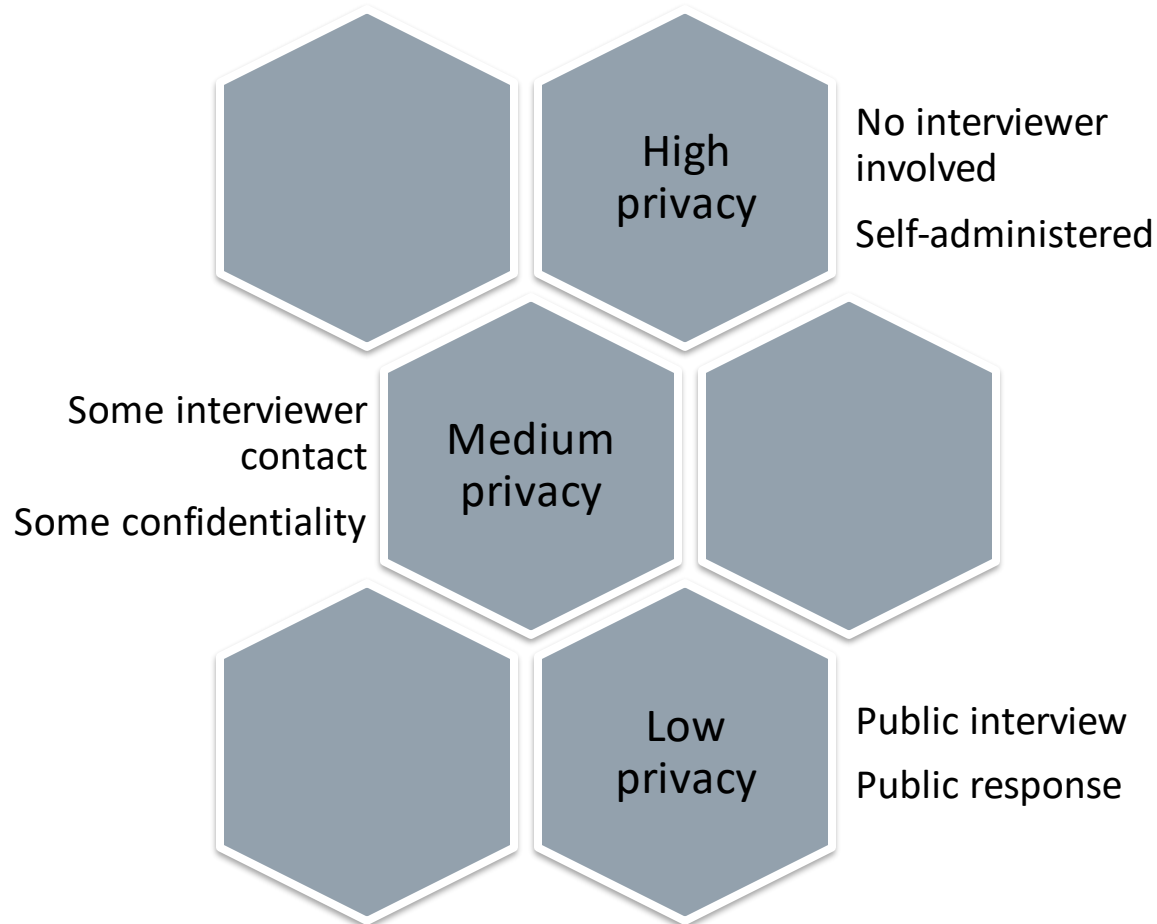 High
privacy
No interviewer
involved
Self-administered
Some interviewer
contact
Some confidentiality
Medium
privacy
Low
privacy
Public interview
Public response